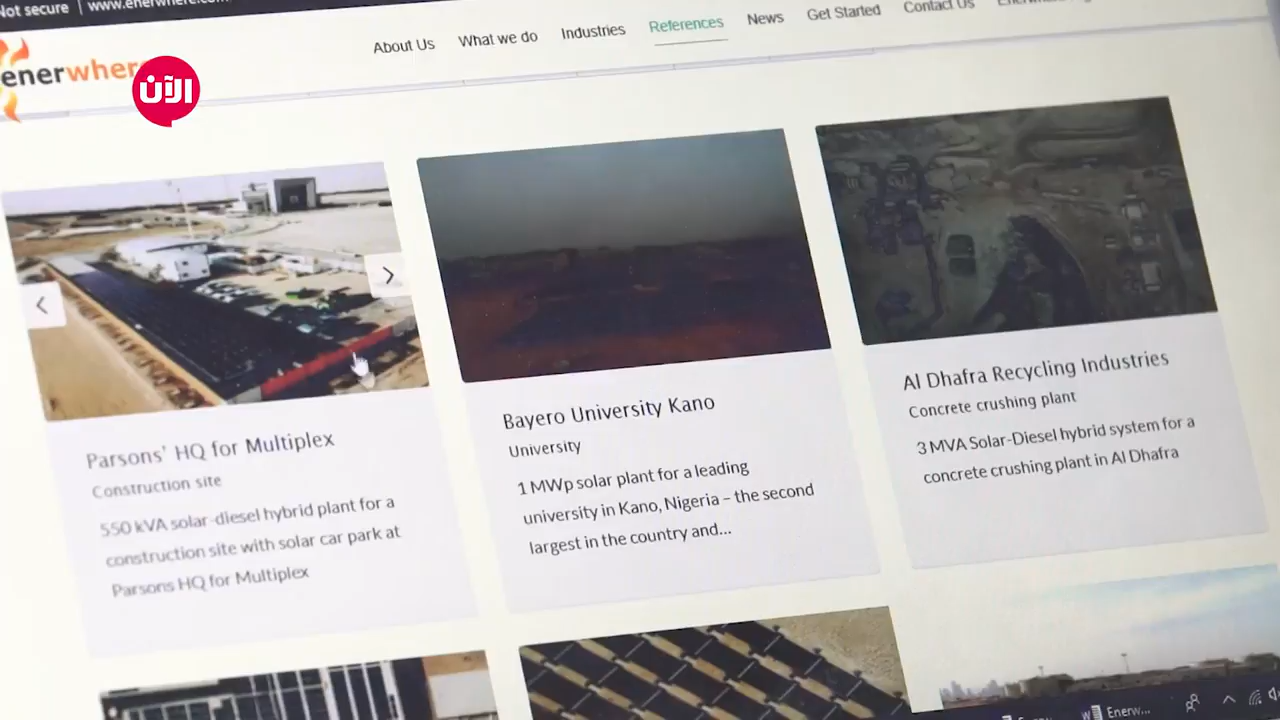 Not secure | www.enerwhere.com
About Us What we do Industries References News Get Started Contact Us
enerwhere
الآن
Parsons' HQ for Multiplex
Construction site
550 kVA solar-diesel hybrid plant for a
construction site with solar car park at
Parsons HQ for Multiplex
Bayero University Kano
University
1 MWp solar plant for a leading
university in Kano, Nigeria – the second
largest in the country and...
Al Dhafra Recycling Industries
Concrete crushing plant
3 MVA Solar-Diesel hybrid system for a
concrete crushing plant in Al Dhafra
Enerw...